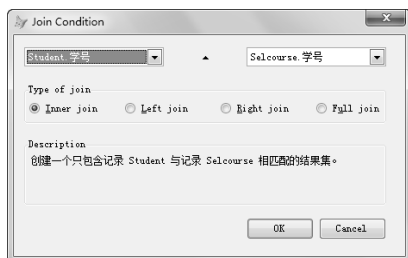 Join Condition
Student.学号 Selcourse.学号
Type of join
Inner join Left join Right join Full join
Description
创建一个只包含记录 Student 与记录 Selcourse 相匹配的结果集。
OK Cancel